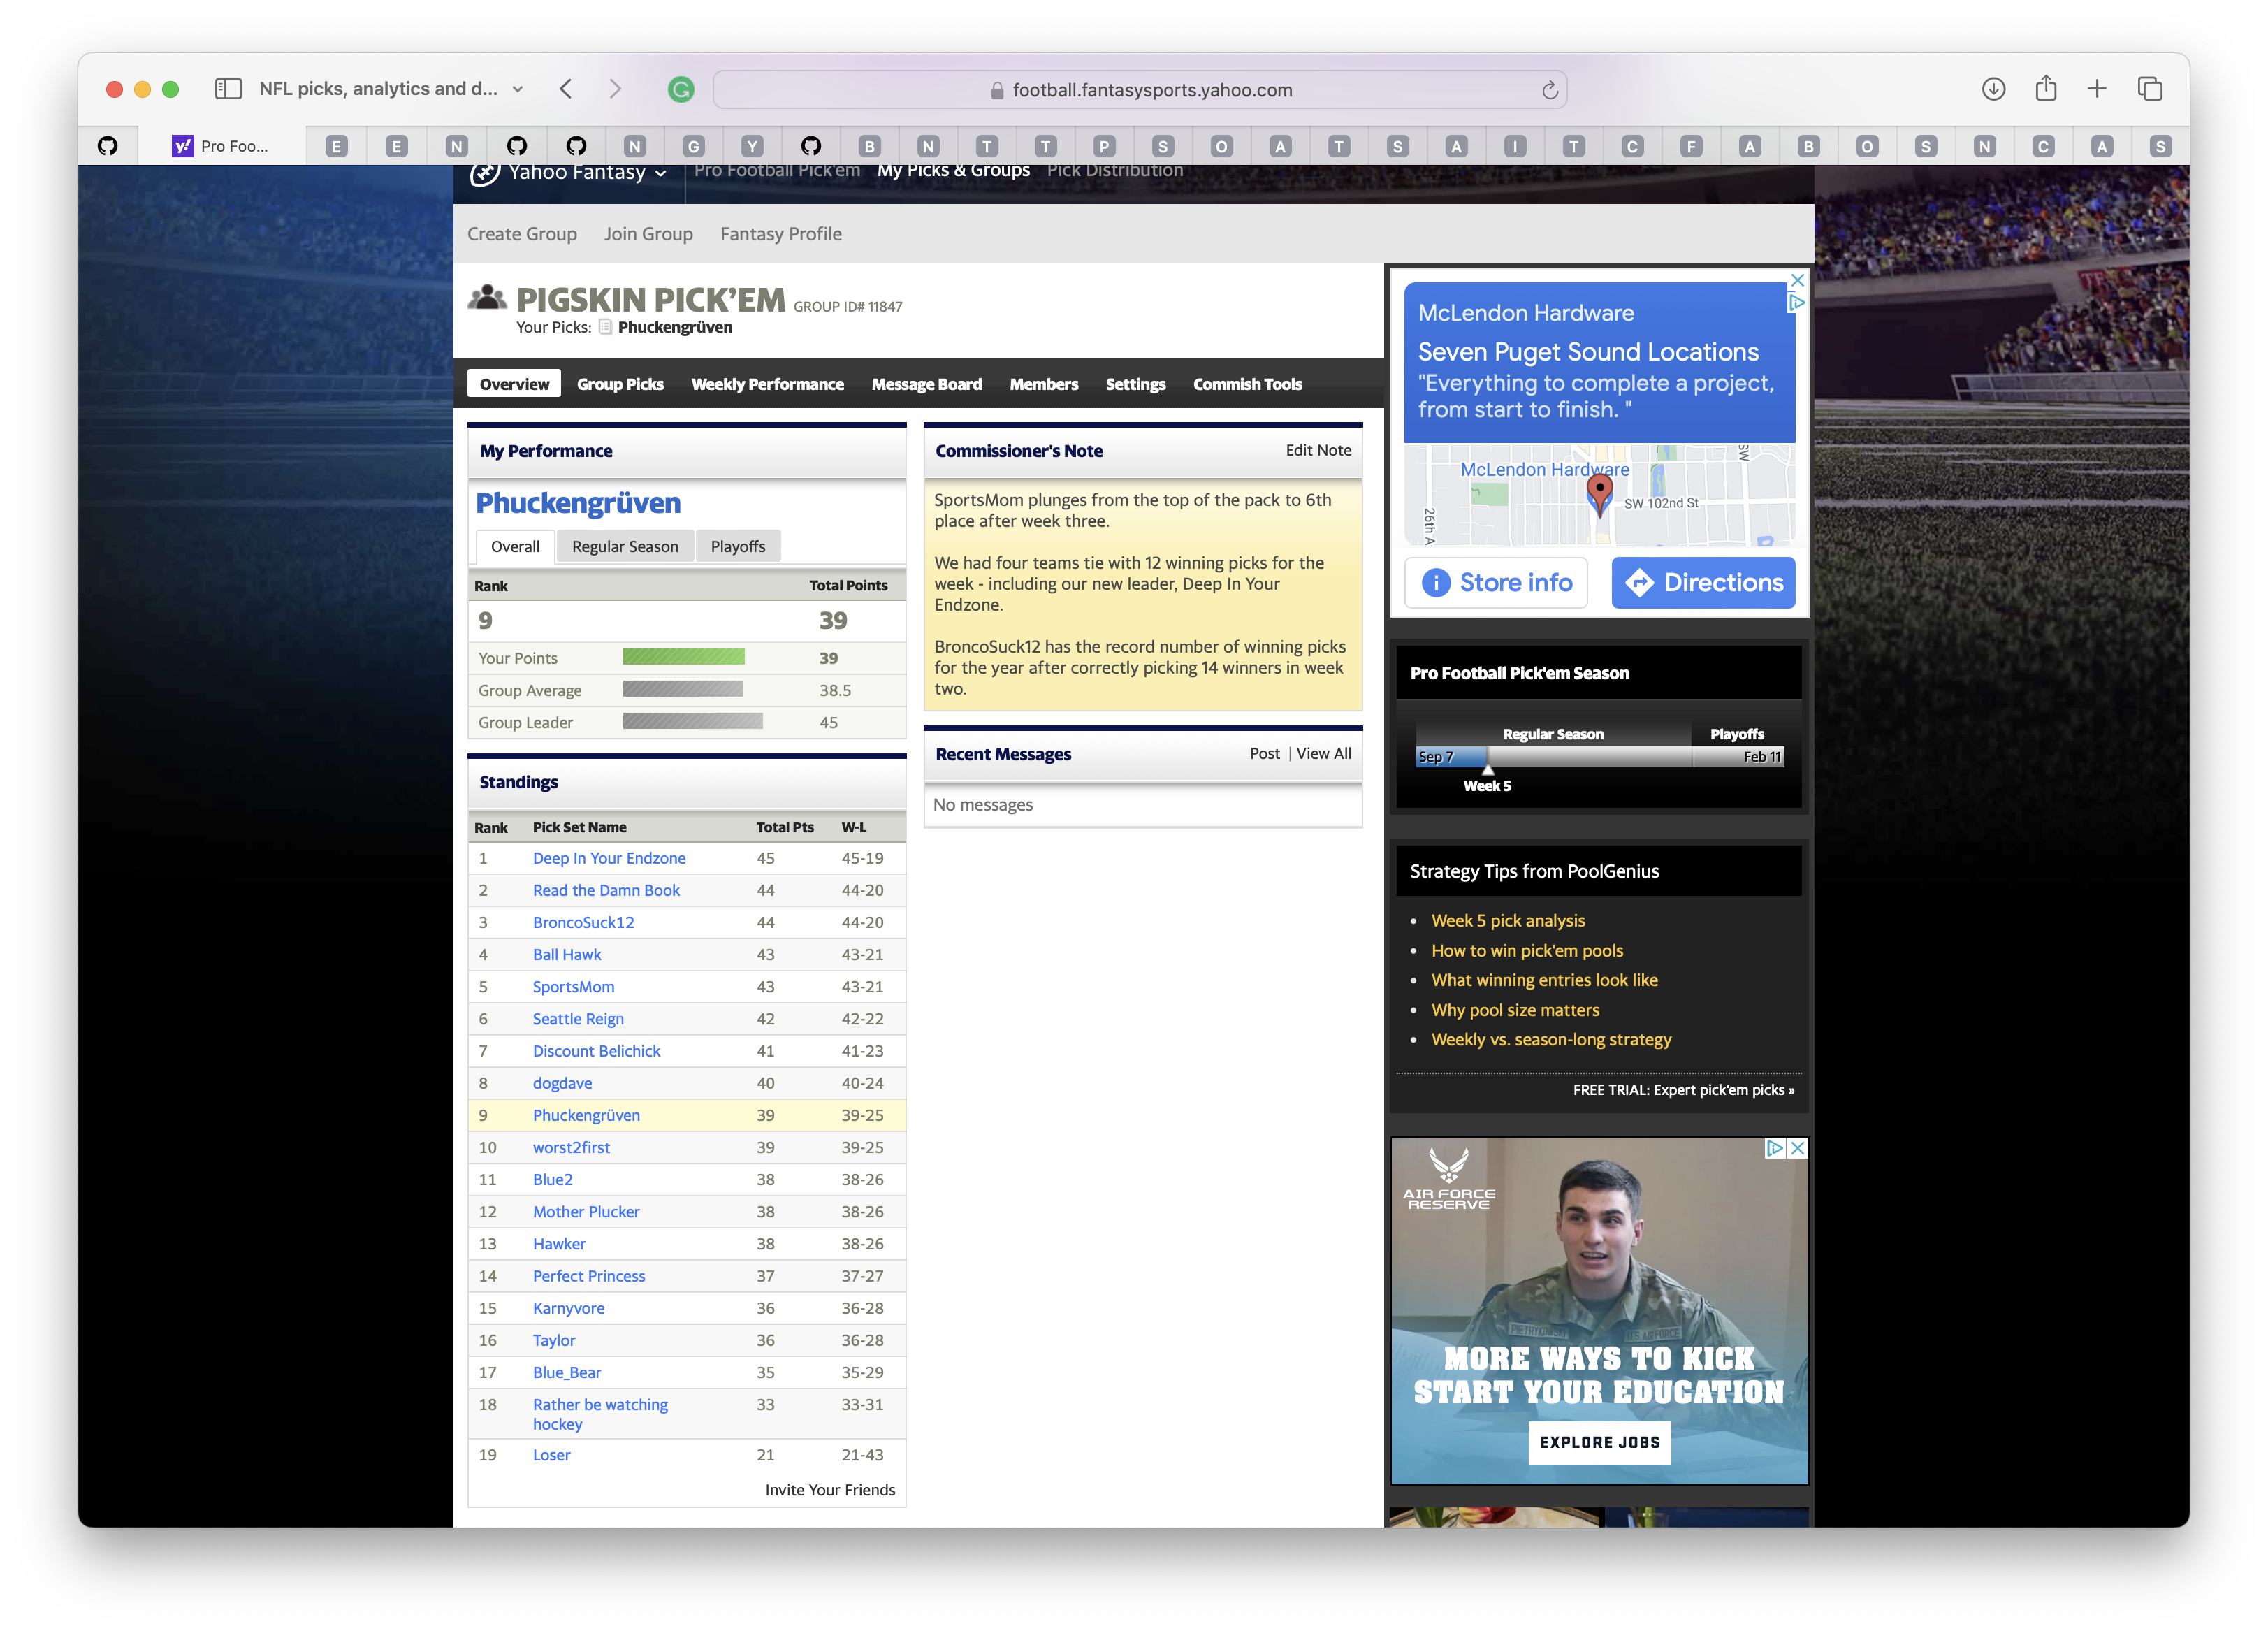 NFL picks, analytics and d...
football.fantasysports.yahoo.com
y! Pro Foo... E E N N G Y B N T T P S O A T S A I T C F A B O S N C A S
Yahoo Fantasy Pro Football Pick'em My Picks & Groups Pick Distribution
Create Group Join Group Fantasy Profile
PIGSKIN PICK'EM GROUP ID# 11847
Your Picks: Phuckengrüven
Overview Group Picks Weekly Performance Message Board Members Settings Commish Tools
My Performance
Phuckengrüven
Overall Regular Season Playoffs
Rank Total Points
9 39
Your Points 39
Group Average 38.5
Group Leader 45
Standings
Rank Pick Set Name Total Pts W-L
1 Deep In Your Endzone 45 45-19
2 Read the Damn Book 44 44-20
3 BroncoSuck12 44 44-20
4 Ball Hawk 43 43-21
5 SportsMom 43 43-21
6 Seattle Reign 42 42-22
7 Discount Belichick 41 41-23
8 dogdave 40 40-24
9 Phuckengrüven 39 39-25
10 worst2first 39 39-25
11 Blue2 38 38-26
12 Mother Plucker 38 38-26
13 Hawker 38 38-26
14 Perfect Princess 37 37-27
15 Karnyvore 36 36-28
16 Taylor 36 36-28
17 Blue_Bear 35 35-29
18 Rather be watching 33 33-31
hockey
19 Loser 21 21-43
Invite Your Friends
Commissioner's Note Edit Note
SportsMom plunges from the top of the pack to 6th
place after week three.
We had four teams tie with 12 winning picks for the
week - including our new leader, Deep In Your
Endzone.
BroncoSuck12 has the record number of winning picks
for the year after correctly picking 14 winners in week
two.
Recent Messages Post | View All
No messages
McLendon Hardware
Seven Puget Sound Locations
"Everything to complete a project,
from start to finish. "
McLendon Hardware
SW 102nd St
26th A
SW
Store info Directions
Pro Football Pick'em Season
Regular Season Playoffs
Sep 7 Feb 11
Week 5
Strategy Tips from PoolGenius
• Week 5 pick analysis
• How to win pick'em pools
• What winning entries look like
• Why pool size matters
• Weekly vs. season-long strategy
FREE TRIAL: Expert pick'em picks »
AIR FORCE
RESERVE
MORE WAYS TO KICK
START YOUR EDUCATION
EXPLORE JOBS